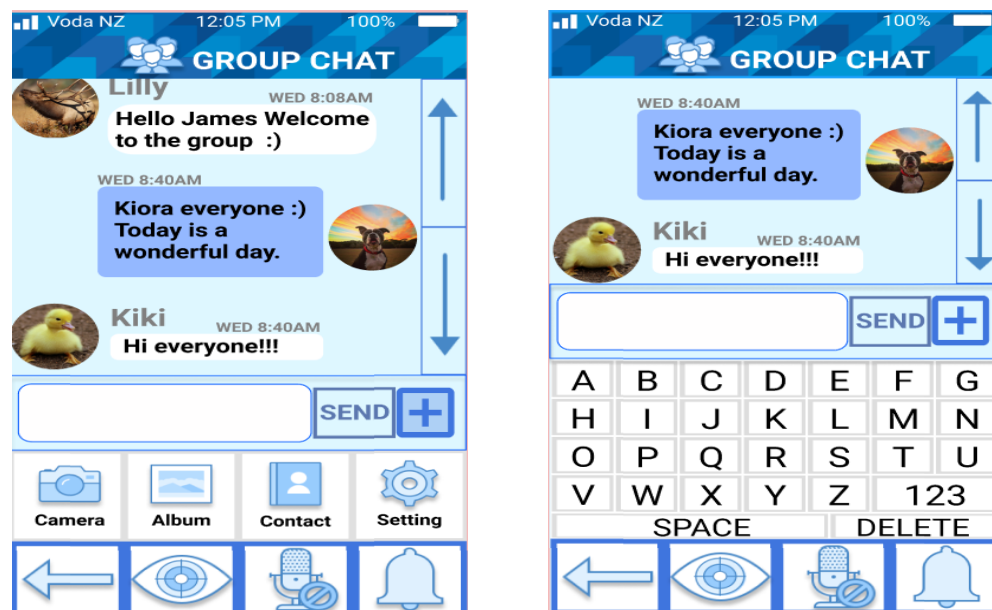 Voda NZ 12:05 PM 100%
GROUP CHAT
Lilly
WED 8:08AM
Hello James Welcome
to the group :)
WED 8:40AM
Kiora everyone :)
Today is a
wonderful day.
Kiki
WED 8:40AM
Hi everyone!!!
SEND
Camera Album Contact Setting
Voda NZ 12:05 PM 100%
GROUP CHAT
WED 8:40AM
Kiora everyone :)
Today is a
wonderful day.
Kiki
WED 8:40AM
Hi everyone!!!
SEND
A B C D E F G
H I J K L M N
O P Q R S T U
V W X Y Z 123
SPACE DELETE